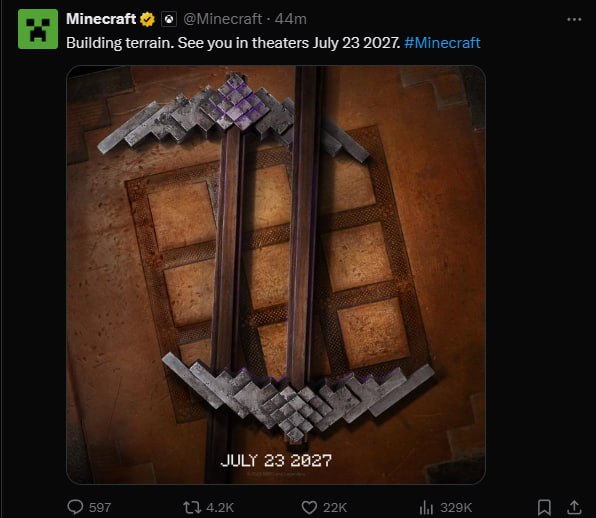 Minecraft @Minecraft · 44m
Building terrain. See you in theaters July 23 2027. #Minecraft
JULY 23 2027
597 4.2K 22K 329K